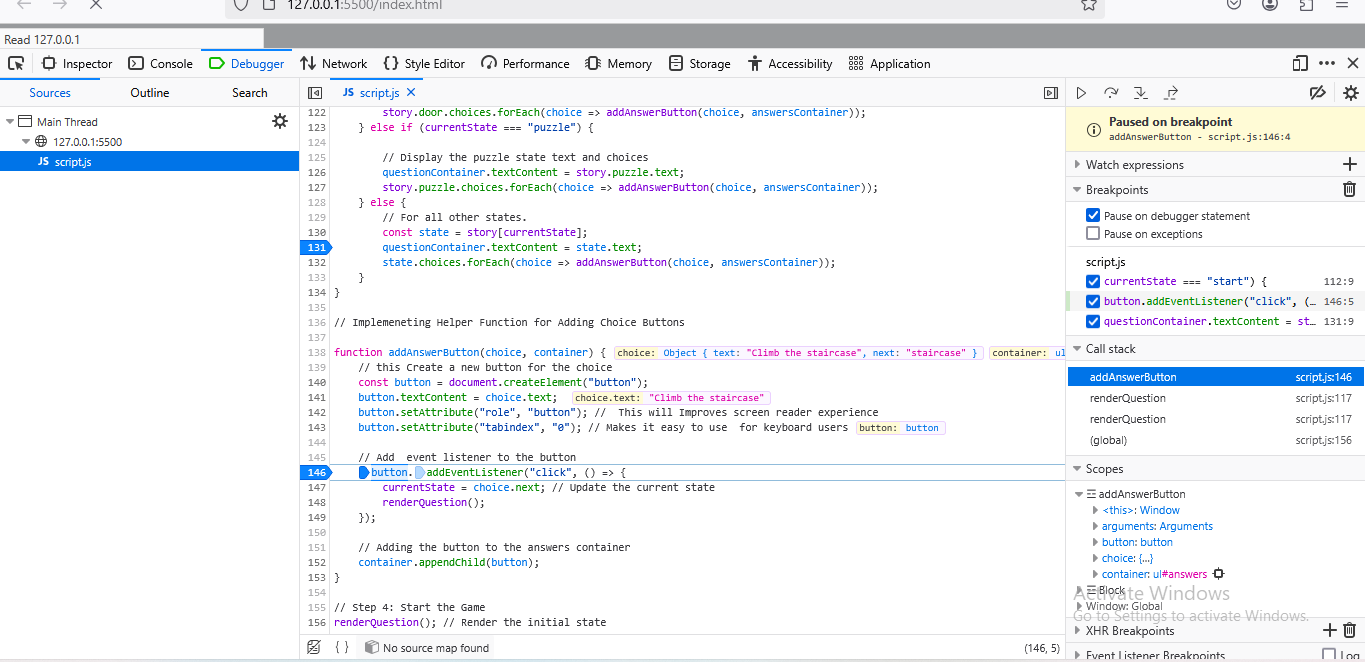 127.0.0.1:5500/index.html
Read 127.0.0.1
Inspector Console Debugger Network Style Editor Performance Memory Storage Accessibility Application
Sources Outline Search
JS script.js
Main Thread
127.0.0.1:5500
JS script.js
122 story.door.choices.forEach(choice => addAnswerButton(choice, answersContainer));
123 } else if (currentState === "puzzle") {
124
125 // Display the puzzle state text and choices
126 questionContainer.textContent = story.puzzle.text;
127 story.puzzle.choices.forEach(choice => addAnswerButton(choice, answersContainer));
128 } else {
129 // For all other states.
130 const state = story[currentState];
131 questionContainer.textContent = state.text;
132 state.choices.forEach(choice => addAnswerButton(choice, answersContainer));
133 }
134 }
135
136 // Implemeneting Helper Function for Adding Choice Buttons
137
138 function addAnswerButton(choice, container) { choice: Object { text: "Climb the staircase", next: "staircase" } container: ul
139 // this Create a new button for the choice
140 const button = document.createElement("button");
141 button.textContent = choice.text; choice.text: "Climb the staircase"
142 button.setAttribute("role", "button"); // This will Improves screen reader experience
143 button.setAttribute("tabindex", "0"); // Makes it easy to use for keyboard users button: button
144
145 // Add event listener to the button
146 button.addEventListener("click", () => {
147 currentState = choice.next; // Update the current state
148 renderQuestion();
149 });
150
151 // Adding the button to the answers container
152 container.appendChild(button);
153 }
154
155 // Step 4: Start the Game
156 renderQuestion(); // Render the initial state
{ } No source map found (146, 5)
Paused on breakpoint
addAnswerButton - script.js:146:4
Watch expressions
Breakpoints
Pause on debugger statement
Pause on exceptions
script.js
currentState === "start") { 112:9
button.addEventListener("click", (… 146:5
questionContainer.textContent = st… 131:9
Call stack
addAnswerButton script.js:146
renderQuestion script.js:117
renderQuestion script.js:117
(global) script.js:156
Scopes
addAnswerButton
<this>: Window
arguments: Arguments
button: button
choice: {…}
container: ul#answers
Block
Activate Windows
Window: Global
Go to Settings to activate Windows.
XHR Breakpoints
Event Listener Breakpoints Log